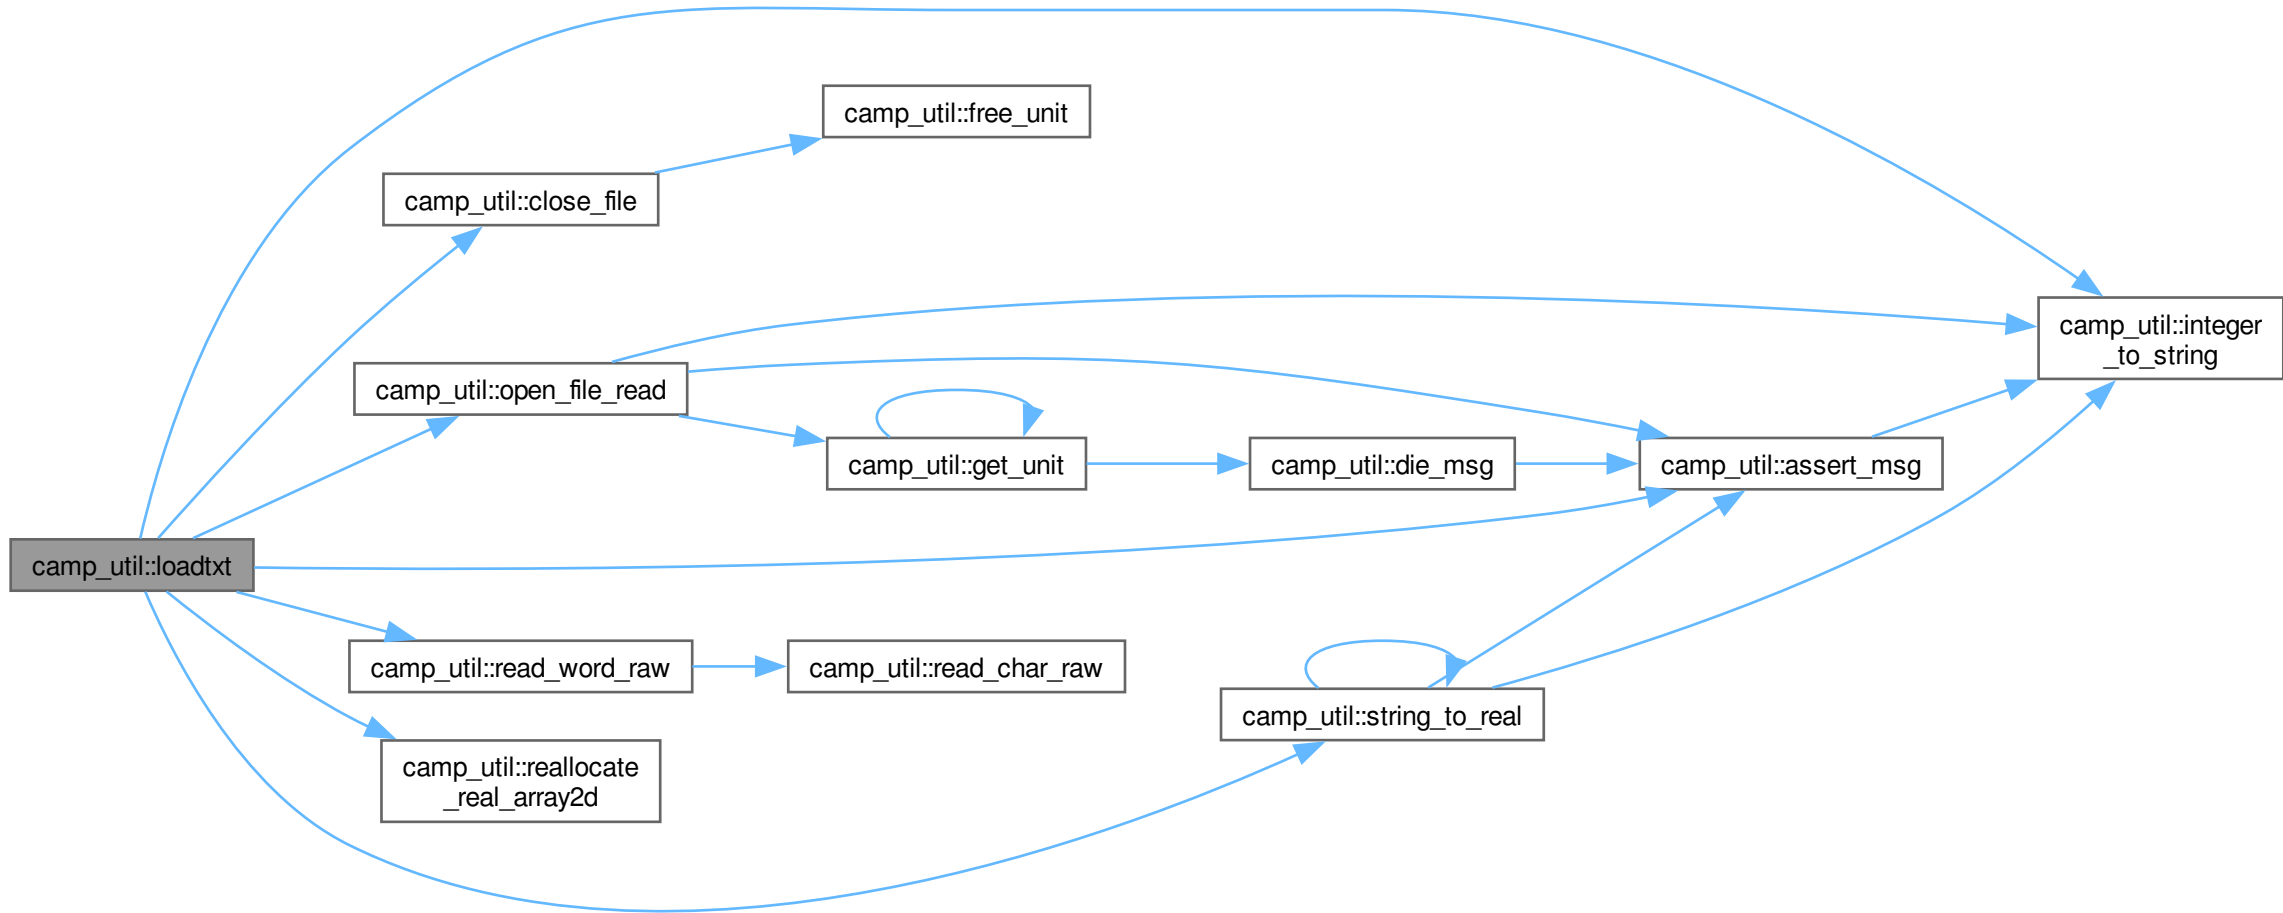 camp_util::free_unit
camp_util::close_file
camp_util::integer
_to_string
camp_util::open_file_read
camp_util::get_unit
camp_util::die_msg
camp_util::assert_msg
camp_util::loadtxt
camp_util::read_word_raw
camp_util::read_char_raw
camp_util::string_to_real
camp_util::reallocate
_real_array2d